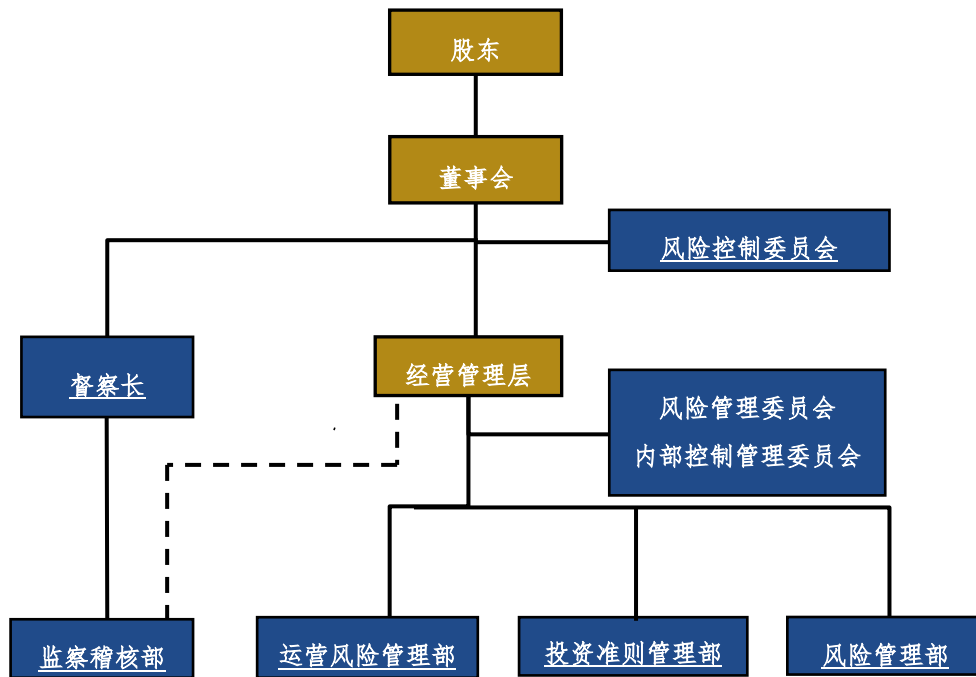 股东
董事会
风险控制委员会
督察长
经营管理层
风险管理委员会
内部控制管理委员会
监察稽核部
运营风险管理部
投资准则管理部
风险管理部